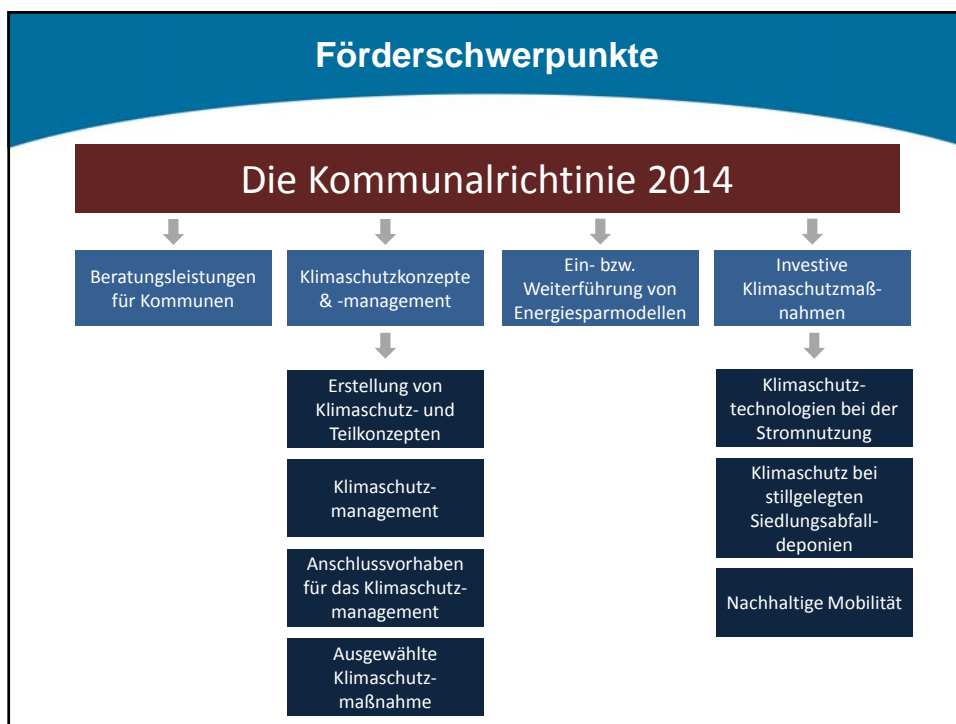 Förderschwerpunkte
Die Kommunalrichtinie 2014
Beratungsleistungen
für Kommunen
Klimaschutzkonzepte
& -management
Ein- bzw.
Weiterführung von
Energiesparmodellen
Investive
Klimaschutzmaß-
nahmen
Erstellung von
Klimaschutz- und
Teilkonzepten
Klimaschutz-
management
Anschlussvorhaben
für das Klimaschutz-
management
Ausgewählte
Klimaschutz-
maßnahme
Klimaschutz-
technologien bei der
Stromnutzung
Klimaschutz bei
stillgelegten
Siedlungsabfall-
deponien
Nachhaltige Mobilität